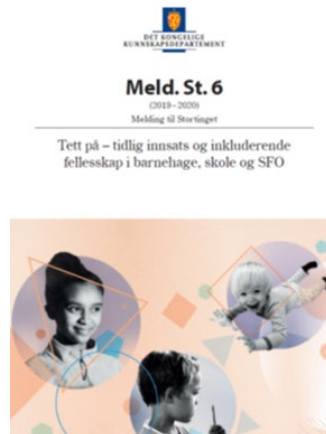 DET KONGELIGE
KUNNSKAPSDEPARTEMENT
Meld. St. 6
(2019–2020)
Melding til Stortinget
Tett på – tidlig innsats og inkluderende
fellesskap i barnehage, skole og SFO